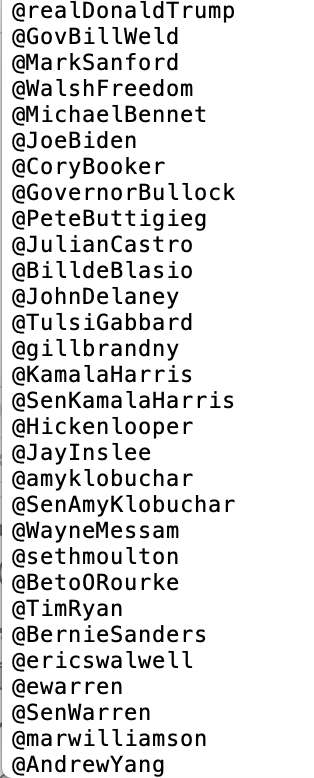 @realDonaldTrump
@GovBillWeld
@MarkSanford
@WalshFreedom
@MichaelBennet
@JoeBiden
@CoryBooker
@GovernorBullock
@PeteButtigieg
@JulianCastro
@BilldeBlasio
@JohnDelaney
@TulsiGabbard
@gillbrandny
@KamalaHarris
@SenKamalaHarris
@Hickenlooper
@JayInslee
@amyklobuchar
@SenAmyKlobuchar
@WayneMessam
@sethmoulton
@BetoORourke
@TimRyan
@BernieSanders
@ericswalwell
@ewarren
@SenWarren
@marwilliamson
@AndrewYang